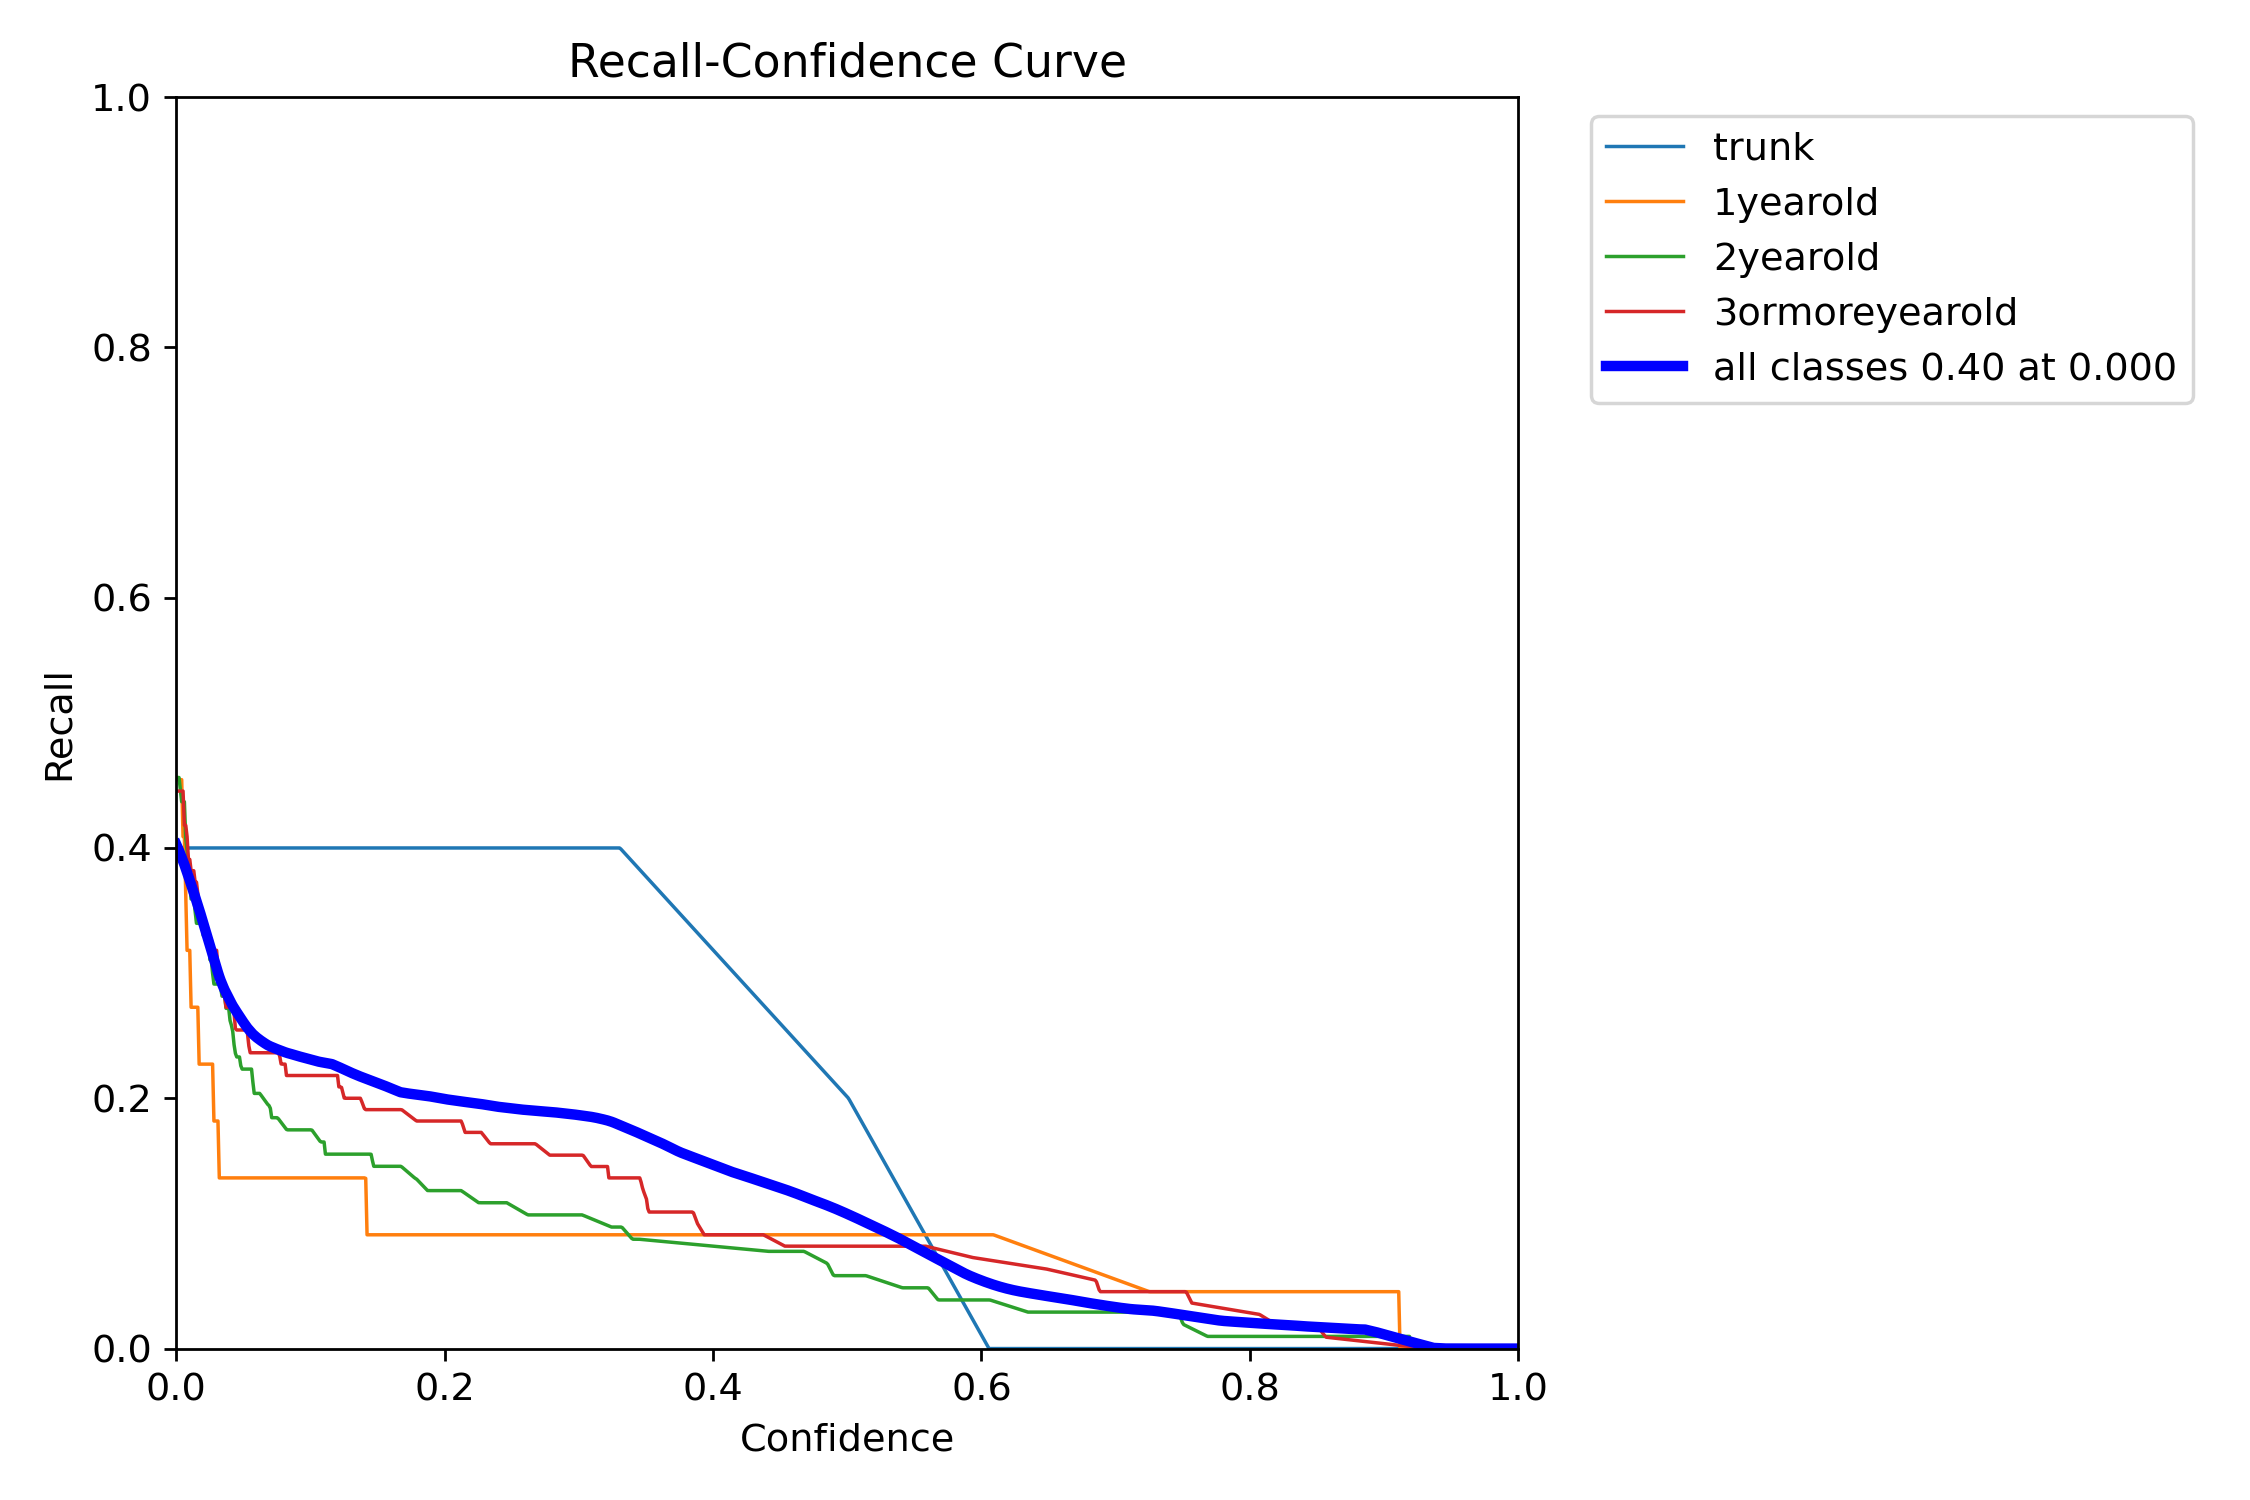 Recall-Confidence Curve
1.0
0.8
0.6
0.4
0.2
0.0
Recall
0.0 0.2 0.4 0.6 0.8 1.0
Confidence
trunk
1yearold
2yearold
3ormoreyearold
all classes 0.40 at 0.000